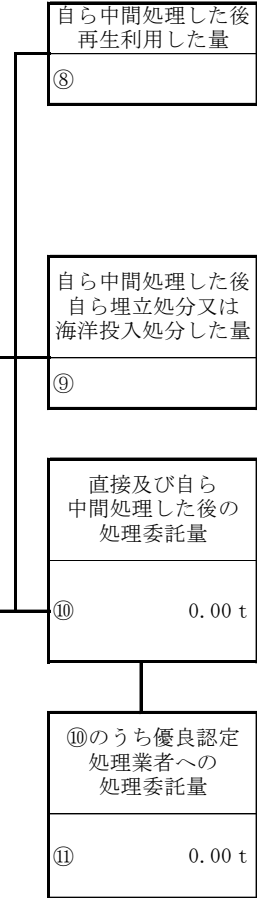 自ら中間処理した後
再生利用した量
⑧
自ら中間処理した後
自ら埋立処分又は
海洋投入処分した量
⑨
直接及び自ら
中間処理した後の
処理委託量
⑩ 0.00 t
⑩のうち優良認定
処理業者への
処理委託量
⑪ 0.00 t